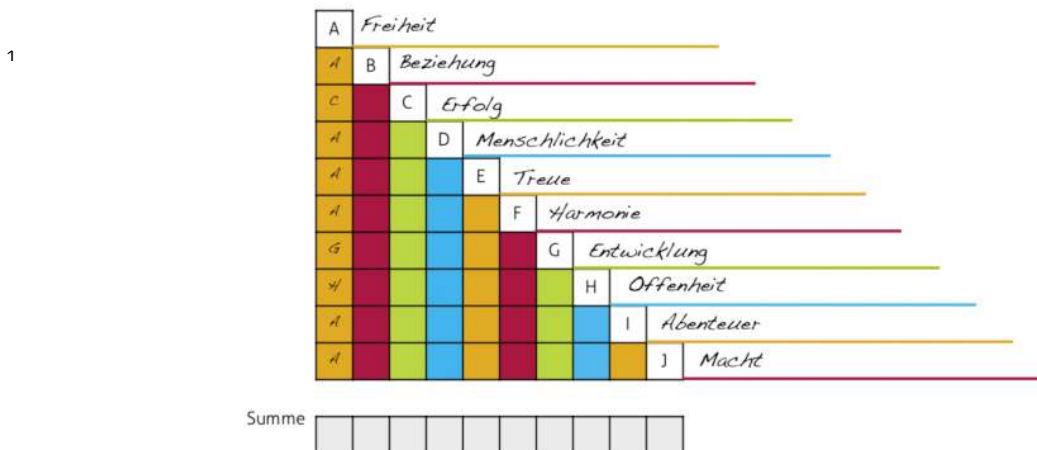 A Freiheit
1
A B Beziehung
C C Erfolg
A D Menschlichkeit
A E Treue
A F Harmonie
G G Entwicklung
H H Offenheit
A I Abenteuer
A J Macht
Summe